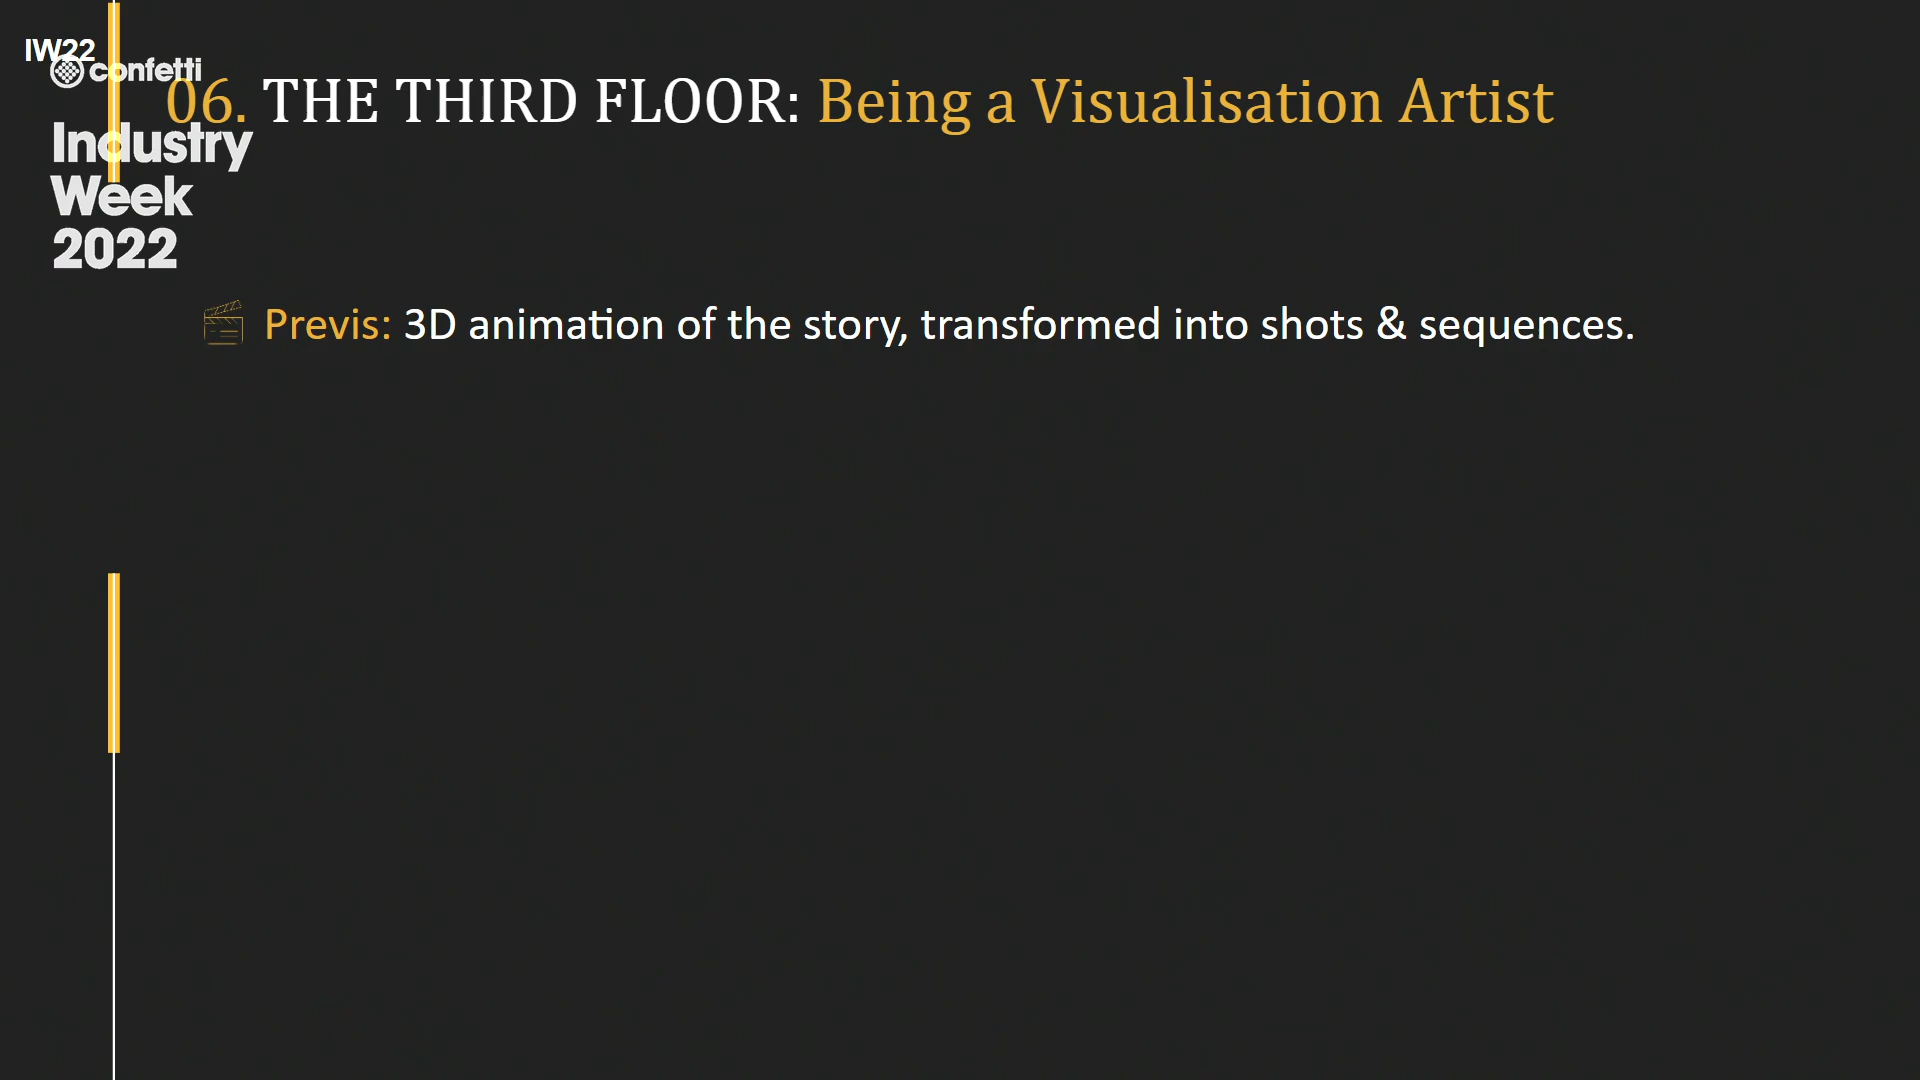 IW22
confetti
Industry
Week
2022
06. THE THIRD FLOOR: Being a Visualisation Artist
Previs: 3D animation of the story, transformed into shots & sequences.